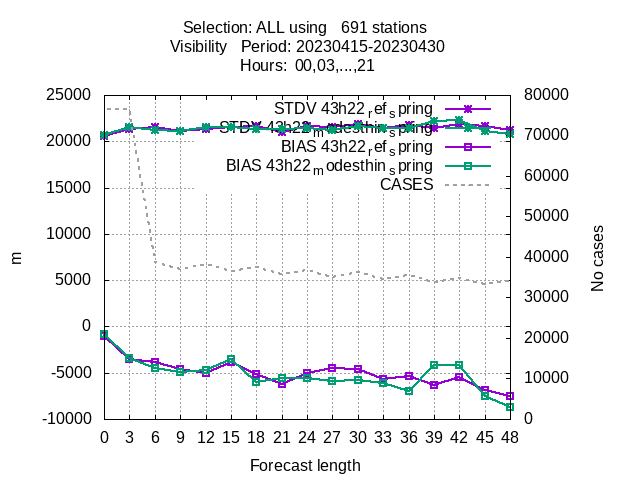 Selection: ALL using 691 stations
Visibility Period: 20230415-20230430
Hours: 00,03,...,21
STDV 43h22_ref_spring
STDV 43h22_modesthin_spring
BIAS 43h22_ref_spring
BIAS 43h22_modesthin_spring
CASES
25000
20000
15000
10000
5000
0
-5000
-10000
m
80000
70000
60000
50000
40000
30000
20000
10000
0
No cases
0 3 6 9 12 15 18 21 24 27 30 33 36 39 42 45 48
Forecast length